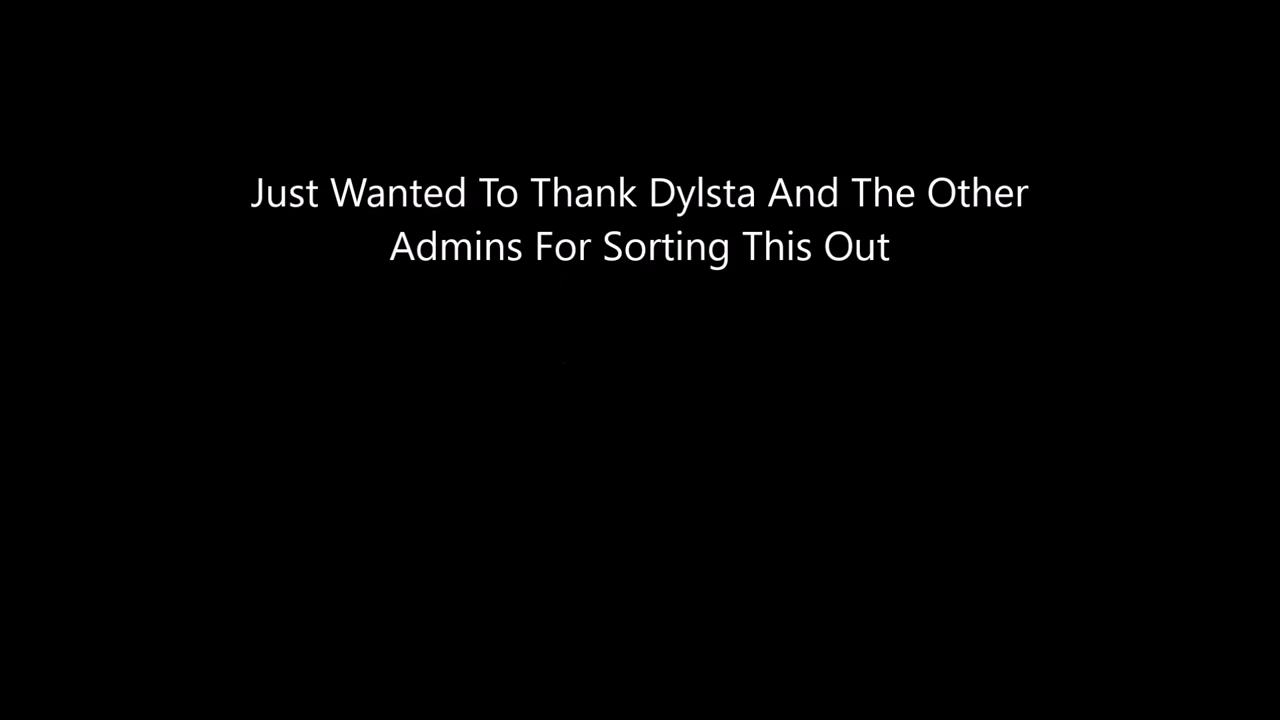 Just Wanted To Thank Dylsta And The Other
Admins For Sorting This Out